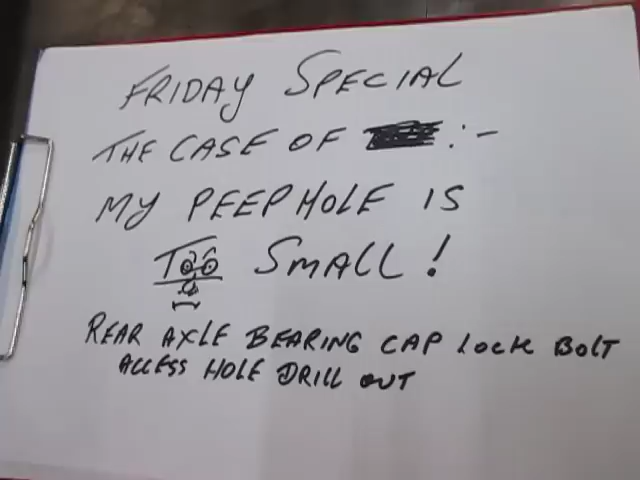 FRIDAY SPECIAL
THE CASE OF :-
MY PEEPHOLE IS
TOO SMALL!
REAR AXLE BEARING CAP LOCK BOLT
ACCESS HOLE DRILL OUT